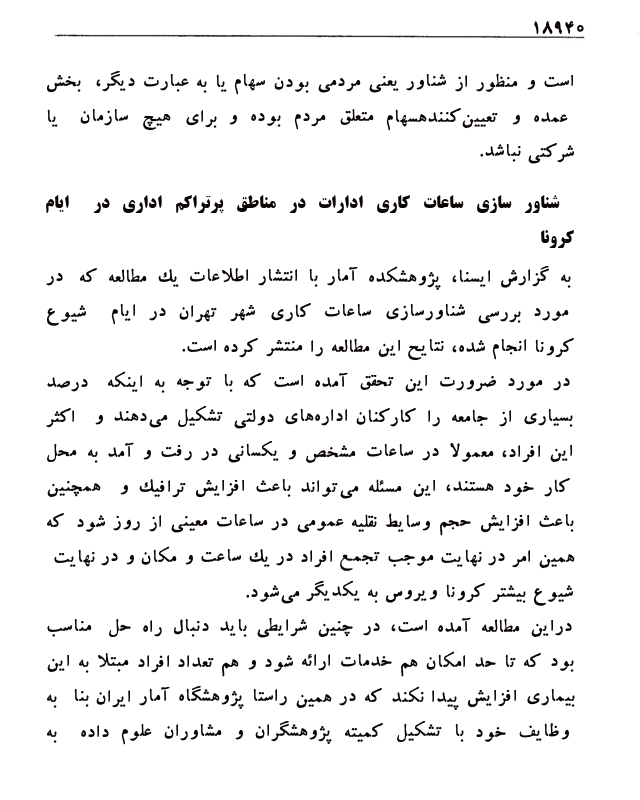 ۱۸۹۴۰
است و منظور از شناور یعنی مردمی بودن سهام یا به عبارت دیگر، بخش
عمده و تعیین‌کنندهسهام متعلق مردم بوده و برای هیچ سازمان یا
شرکتی نباشد.
شناور سازی ساعات کاری ادارات در مناطق پرتراکم اداری در ایام
کرونا
به گزارش ایسنا، پژوهشکده آمار با انتشار اطلاعات یك مطالعه که در
مورد بررسی شناورسازی ساعات کاری شهر تهران در ایام شیوع
کرونا انجام شده، نتایح این مطالعه را منتشر کرده است.
در مورد ضرورت این تحقق آمده است که با توجه به اینکه درصد
بسیاری از جامعه را کارکنان اداره‌های دولتی تشکیل می‌دهند و اکثر
این افراد، معمولا در ساعات مشخص و یکسانی در رفت و آمد به محل
کار خود هستند، این مسئله می‌تواند باعث افزایش ترافیك و همچنین
باعث افزایش حجم وسایط نقلیه عمومی در ساعات معینی از روز شود که
همین امر در نهایت موجب تجمع افراد در یك ساعت و مکان و در نهایت
شیوع بیشتر کرونا ویروس به یکدیگر می‌شود.
دراین مطالعه آمده است، در چنین شرایطی باید دنبال راه حل مناسب
بود که تا حد امکان هم خدمات ارائه شود و هم تعداد افراد مبتلا به این
بیماری افزایش پیدا نکند که در همین راستا پژوهشگاه آمار ایران بنا به
وظایف خود با تشکیل کمیته پژوهشگران و مشاوران علوم داده به